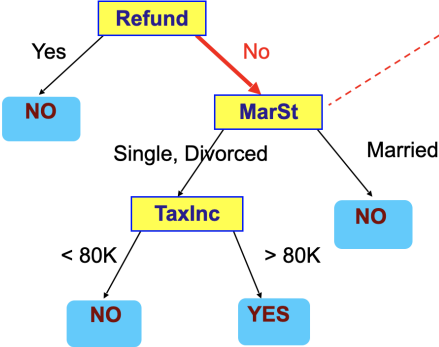 Refund
Yes
No
NO
MarSt
Single, Divorced
Married
TaxInc
NO
< 80K
> 80K
NO
YES